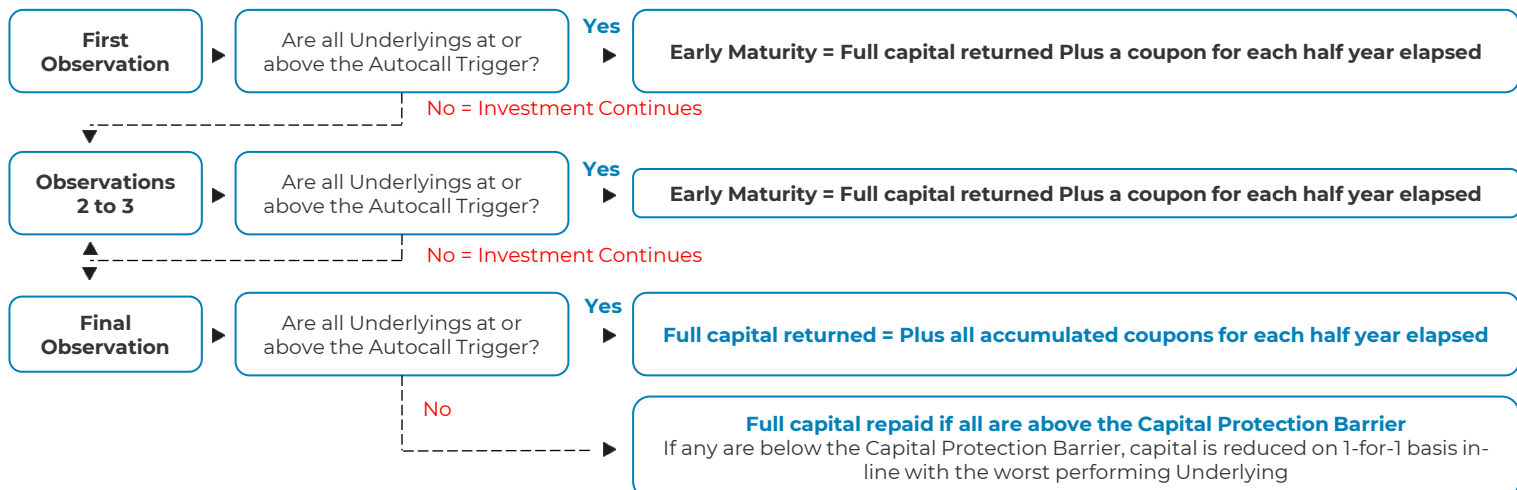 First
Observation
Are all Underlyings at or
above the Autocall Trigger?
Yes
Early Maturity = Full capital returned Plus a coupon for each half year elapsed
No = Investment Continues
Observations
2 to 3
Are all Underlyings at or
above the Autocall Trigger?
Yes
Early Maturity = Full capital returned Plus a coupon for each half year elapsed
No = Investment Continues
Final
Observation
Are all Underlyings at or
above the Autocall Trigger?
Yes
Full capital returned = Plus all accumulated coupons for each half year elapsed
No
Full capital repaid if all are above the Capital Protection Barrier
If any are below the Capital Protection Barrier, capital is reduced on 1-for-1 basis in-
line with the worst performing Underlying